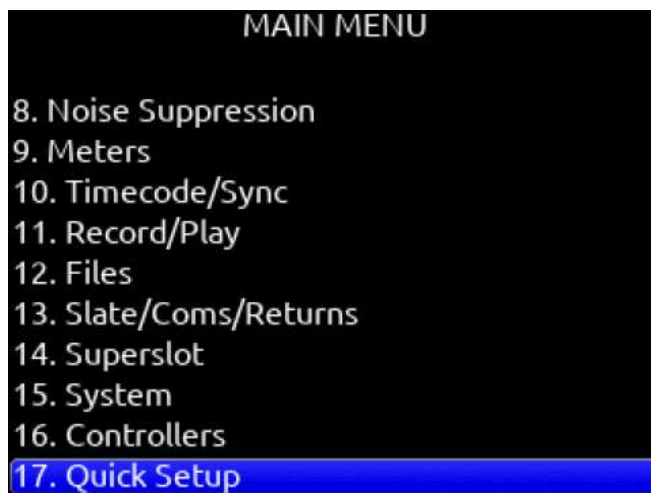 MAIN MENU
8. Noise Suppression
9. Meters
10. Timecode/Sync
11. Record/Play
12. Files
13. Slate/Coms/Returns
14. Superslot
15. System
16. Controllers
17. Quick Setup